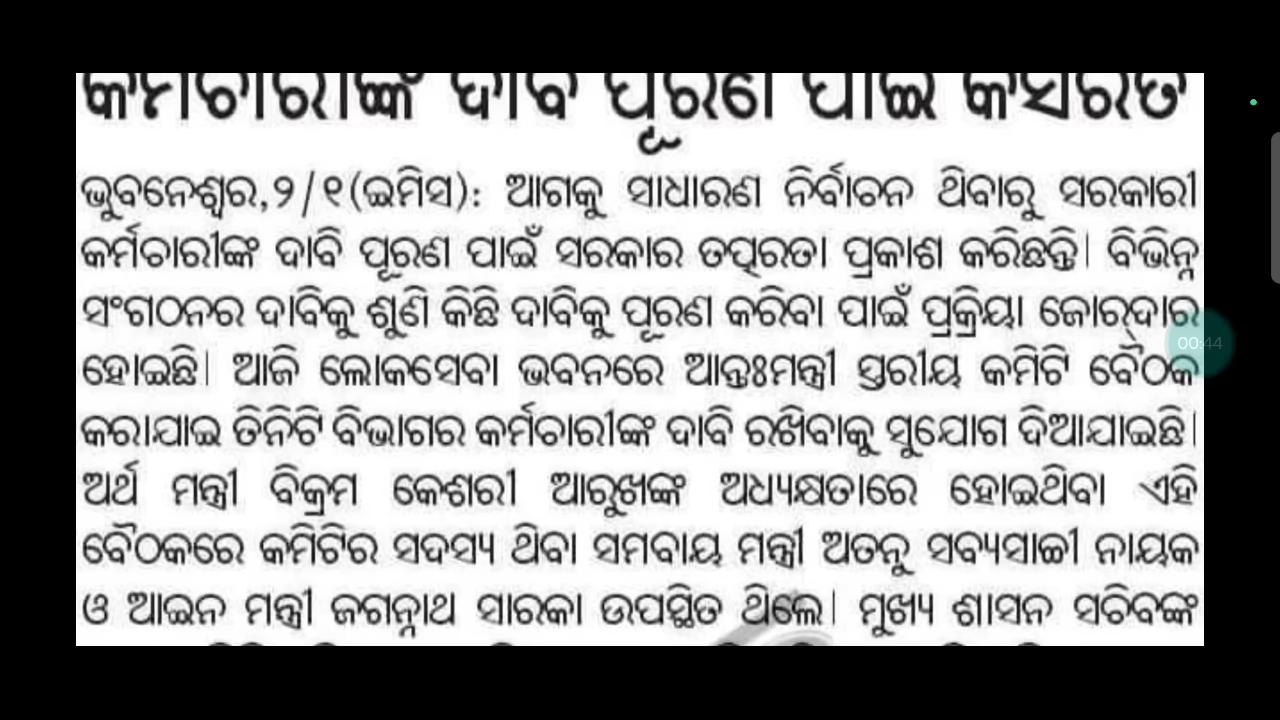 କର୍ମଚାରୀଙ୍କ ଦାବି ପୂରଣ ପାଇଁ କସରତ
ଭୁବନେଶ୍ୱର,୨/୧(ଇମିସ): ଆଗକୁ ସାଧାରଣ ନିର୍ବାଚନ ଥିବାରୁ ସରକାରୀ
କର୍ମଚାରୀଙ୍କ ଦାବି ପୂରଣ ପାଇଁ ସରକାର ତତ୍ପରତା ପ୍ରକାଶ କରିଛନ୍ତି। ବିଭିନ୍ନ
ସଂଗଠନର ଦାବିକୁ ଶୁଣି କିଛି ଦାବିକୁ ପୂରଣ କରିବା ପାଇଁ ପ୍ରକ୍ରିୟା ଜୋର୍‌ଦାର
ହୋଇଛି। ଆଜି ଲୋକସେବା ଭବନରେ ଆନ୍ତଃମନ୍ତ୍ରୀ ସ୍ତରୀୟ କମିଟି ବୈଠକ
00:44
କରାଯାଇ ତିନିଟି ବିଭାଗର କର୍ମଚାରୀଙ୍କ ଦାବି ରଖିବାକୁ ସୁଯୋଗ ଦିଆଯାଇଛି।
ଅର୍ଥ ମନ୍ତ୍ରୀ ବିକ୍ରମ କେଶରୀ ଆରୁଖଙ୍କ ଅଧ୍ୟକ୍ଷତାରେ ହୋଇଥିବା ଏହି
ବୈଠକରେ କମିଟିର ସଦସ୍ୟ ଥିବା ସମବାୟ ମନ୍ତ୍ରୀ ଅତନୁ ସବ୍ୟସାଚୀ ନାୟକ
ଓ ଆଇନ ମନ୍ତ୍ରୀ ଜଗନ୍ନାଥ ସାରକା ଉପସ୍ଥିତ ଥିଲେ। ମୁଖ୍ୟ ଶାସନ ସଚିବଙ୍କ